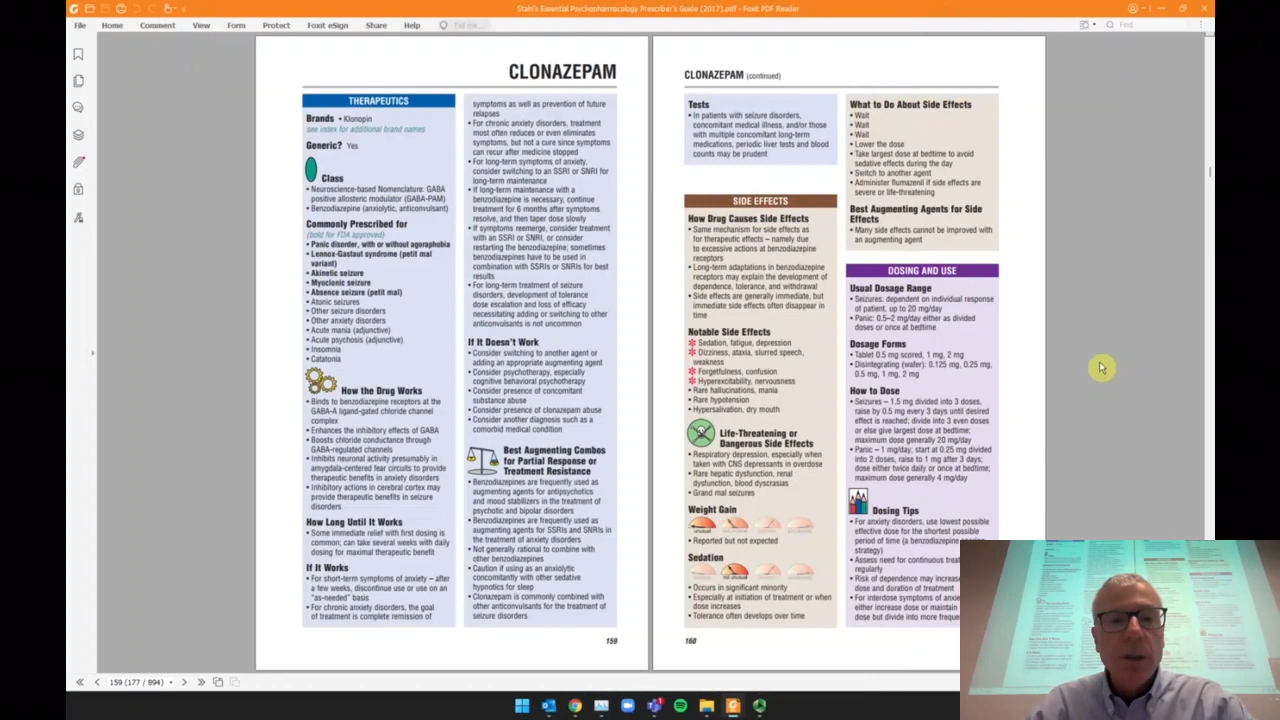 Stahl's Essential Psychopharmacology Prescriber's Guide (2017).pdf - Foxit PDF Reader
File Home Comment View Form Protect Foxit eSign Share Help Tell me... Find
CLONAZEPAM
THERAPEUTICS
Brands • Klonopin
see index for additional brand names
Generic? Yes
Class
• Neuroscience-based Nomenclature: GABA
positive allosteric modulator (GABA-PAM)
• Benzodiazepine (anxiolytic, anticonvulsant)
Commonly Prescribed for
(bold for FDA approved)
• Panic disorder, with or without agoraphobia
• Lennox-Gastaut syndrome (petit mal
variant)
• Akinetic seizure
• Myoclonic seizure
• Absence seizure (petit mal)
• Atonic seizures
• Other seizure disorders
• Other anxiety disorders
• Acute mania (adjunctive)
• Acute psychosis (adjunctive)
• Insomnia
• Catatonia
How the Drug Works
• Binds to benzodiazepine receptors at the
GABA-A ligand-gated chloride channel
complex
• Enhances the inhibitory effects of GABA
• Boosts chloride conductance through
GABA-regulated channels
• Inhibits neuronal activity presumably in
amygdala-centered fear circuits to provide
therapeutic benefits in anxiety disorders
• Inhibitory actions in cerebral cortex may
provide therapeutic benefits in seizure
disorders
How Long Until It Works
• Some immediate relief with first dosing is
common; can take several weeks with daily
dosing for maximal therapeutic benefit
If It Works
• For short-term symptoms of anxiety – after
a few weeks, discontinue use or use on an
"as-needed" basis
• For chronic anxiety disorders, the goal
of treatment is complete remission of
symptoms as well as prevention of future
relapses
• For chronic anxiety disorders, treatment
most often reduces or even eliminates
symptoms, but not a cure since symptoms
can recur after medicine stopped
• For long-term symptoms of anxiety,
consider switching to an SSRI or SNRI for
long-term maintenance
• If long-term maintenance with a
benzodiazepine is necessary, continue
treatment for 6 months after symptoms
resolve, and then taper dose slowly
• If symptoms reemerge, consider treatment
with an SSRI or SNRI, or consider
restarting the benzodiazepine; sometimes
benzodiazepines have to be used in
combination with SSRIs or SNRIs for best
results
• For long-term treatment of seizure
disorders, development of tolerance
dose escalation and loss of efficacy
necessitating adding or switching to other
anticonvulsants is not uncommon
If It Doesn't Work
• Consider switching to another agent or
adding an appropriate augmenting agent
• Consider psychotherapy, especially
cognitive behavioral psychotherapy
• Consider presence of concomitant
substance abuse
• Consider presence of clonazepam abuse
• Consider another diagnosis such as a
comorbid medical condition
Best Augmenting Combos
for Partial Response or
Treatment Resistance
• Benzodiazepines are frequently used as
augmenting agents for antipsychotics
and mood stabilizers in the treatment of
psychotic and bipolar disorders
• Benzodiazepines are frequently used as
augmenting agents for SSRIs and SNRIs in
the treatment of anxiety disorders
• Not generally rational to combine with
other benzodiazepines
• Caution if using as an anxiolytic
concomitantly with other sedative
hypnotics for sleep
• Clonazepam is commonly combined with
other anticonvulsants for the treatment of
seizure disorders
159
CLONAZEPAM (continued)
Tests
• In patients with seizure disorders,
concomitant medical illness, and/or those
with multiple concomitant long-term
medications, periodic liver tests and blood
counts may be prudent
SIDE EFFECTS
How Drug Causes Side Effects
• Same mechanism for side effects as
for therapeutic effects – namely due
to excessive actions at benzodiazepine
receptors
• Long-term adaptations in benzodiazepine
receptors may explain the development of
dependence, tolerance, and withdrawal
• Side effects are generally immediate, but
immediate side effects often disappear in
time
Notable Side Effects
Sedation, fatigue, depression
Dizziness, ataxia, slurred speech,
weakness
Forgetfulness, confusion
Hyperexcitability, nervousness
• Rare hallucinations, mania
• Rare hypotension
• Hypersalivation, dry mouth
Life-Threatening or
Dangerous Side Effects
• Respiratory depression, especially when
taken with CNS depressants in overdose
• Rare hepatic dysfunction, renal
dysfunction, blood dyscrasias
• Grand mal seizures
Weight Gain
unusual
• Reported but not expected
Sedation
not unusual
• Occurs in significant minority
• Especially at initiation of treatment or when
dose increases
• Tolerance often develops over time
160
What to Do About Side Effects
• Wait
• Wait
• Wait
• Lower the dose
• Take largest dose at bedtime to avoid
sedative effects during the day
• Switch to another agent
• Administer flumazenil if side effects are
severe or life-threatening
Best Augmenting Agents for Side
Effects
• Many side effects cannot be improved with
an augmenting agent
DOSING AND USE
Usual Dosage Range
• Seizures: dependent on individual response
of patient, up to 20 mg/day
• Panic: 0.5–2 mg/day either as divided
doses or once at bedtime
Dosage Forms
• Tablet 0.5 mg scored, 1 mg, 2 mg
• Disintegrating (wafer): 0.125 mg, 0.25 mg,
0.5 mg, 1 mg, 2 mg
How to Dose
• Seizures – 1.5 mg divided into 3 doses,
raise by 0.5 mg every 3 days until desired
effect is reached; divide into 3 even doses
or else give largest dose at bedtime;
maximum dose generally 20 mg/day
• Panic – 1 mg/day; start at 0.25 mg divided
into 2 doses, raise to 1 mg after 3 days;
dose either twice daily or once at bedtime;
maximum dose generally 4 mg/day
Dosing Tips
• For anxiety disorders, use lowest possible
effective dose for the shortest possible
period of time (a benzodiazepine
strategy)
• Assess need for continuous
regularly
• Risk of dependence may
dose and duration of treatment
• For interdose symptoms of
either increase dose or maintain
dose but divide into more
159 (177 / 894)